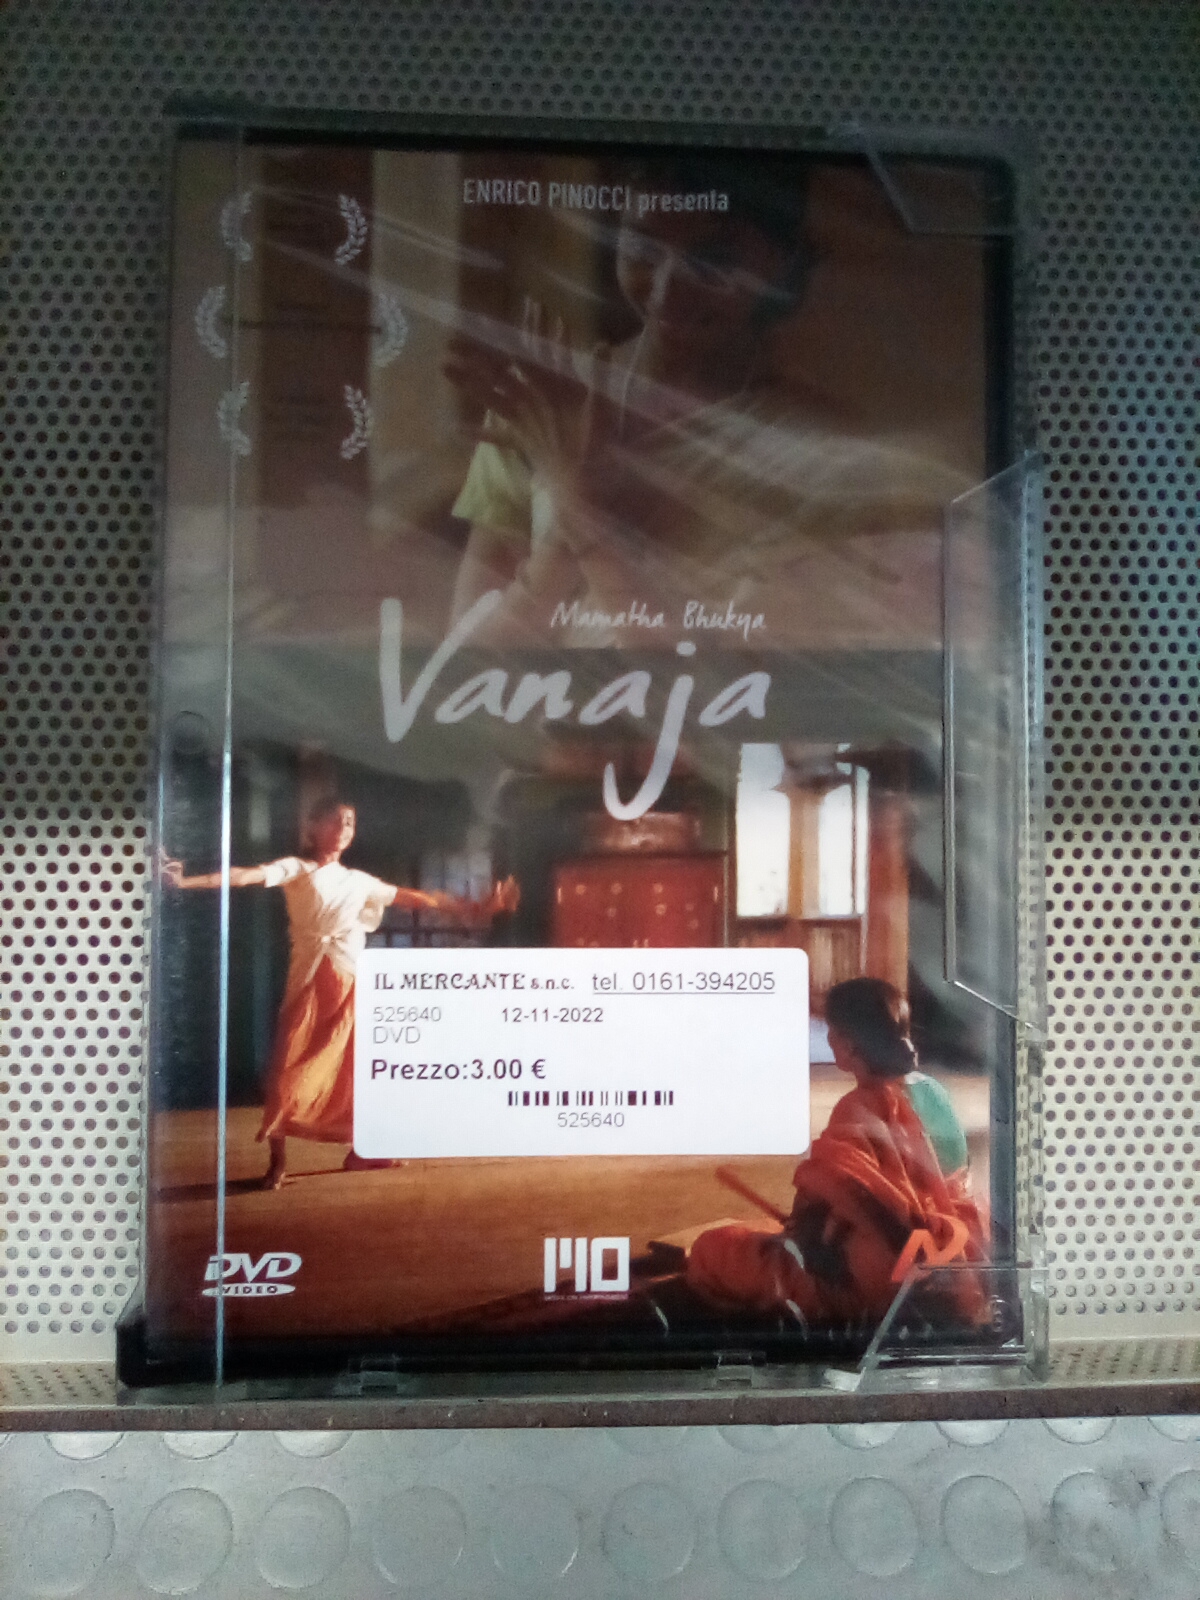 ENRICO PINOCCI presenta
Mamatha Bhukya
Vanaja
IL MERCANTE s.n.c. tel. 0161-394205
525640 12-11-2022
DVD
Prezzo:3.00 €
525640
DVD
VIDEO
MO